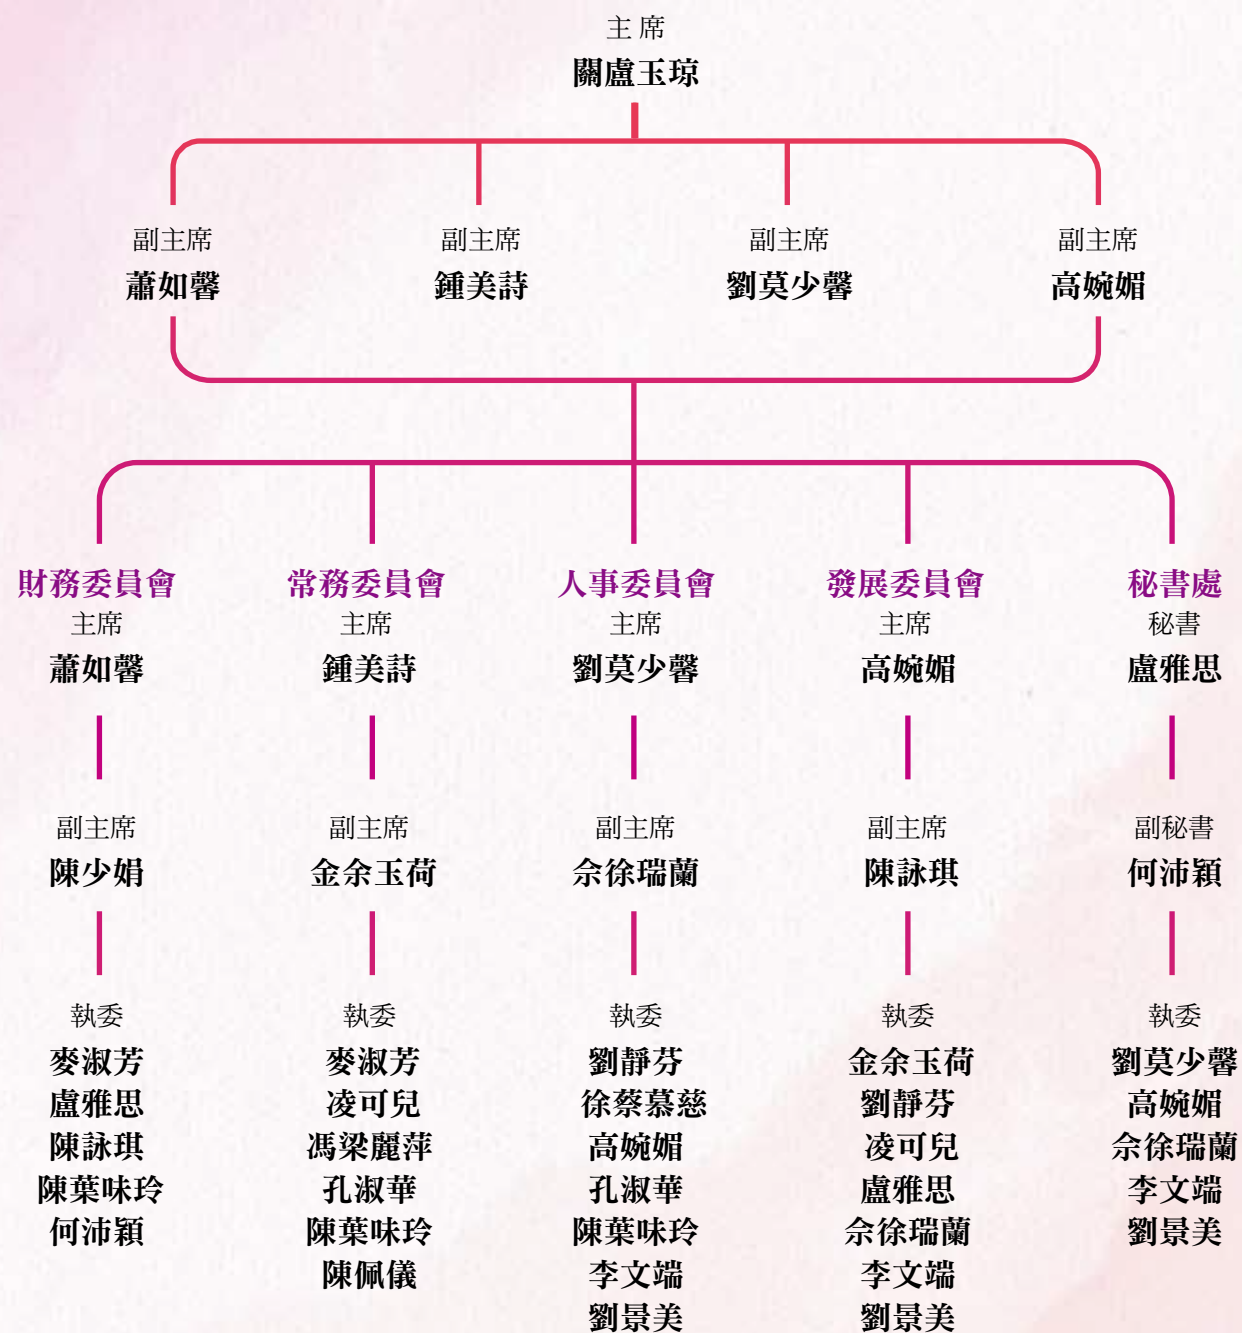 主席
關盧玉琼
副主席
蕭如馨
副主席
鍾美詩
副主席
劉莫少馨
副主席
高婉媚
財務委員會
主席
蕭如馨
副主席
陳少娟
執委
麥淑芳
盧雅思
陳詠琪
陳葉味玲
何沛穎
常務委員會
主席
鍾美詩
副主席
金余玉荷
執委
麥淑芳
凌可兒
馮梁麗萍
孔淑華
陳葉味玲
陳佩儀
人事委員會
主席
劉莫少馨
副主席
佘徐瑞蘭
執委
劉靜芬
徐蔡慕慈
高婉媚
孔淑華
陳葉味玲
李文端
劉景美
發展委員會
主席
高婉媚
副主席
陳詠琪
執委
金余玉荷
劉靜芬
凌可兒
盧雅思
佘徐瑞蘭
李文端
劉景美
秘書處
秘書
盧雅思
副秘書
何沛穎
執委
劉莫少馨
高婉媚
佘徐瑞蘭
李文端
劉景美